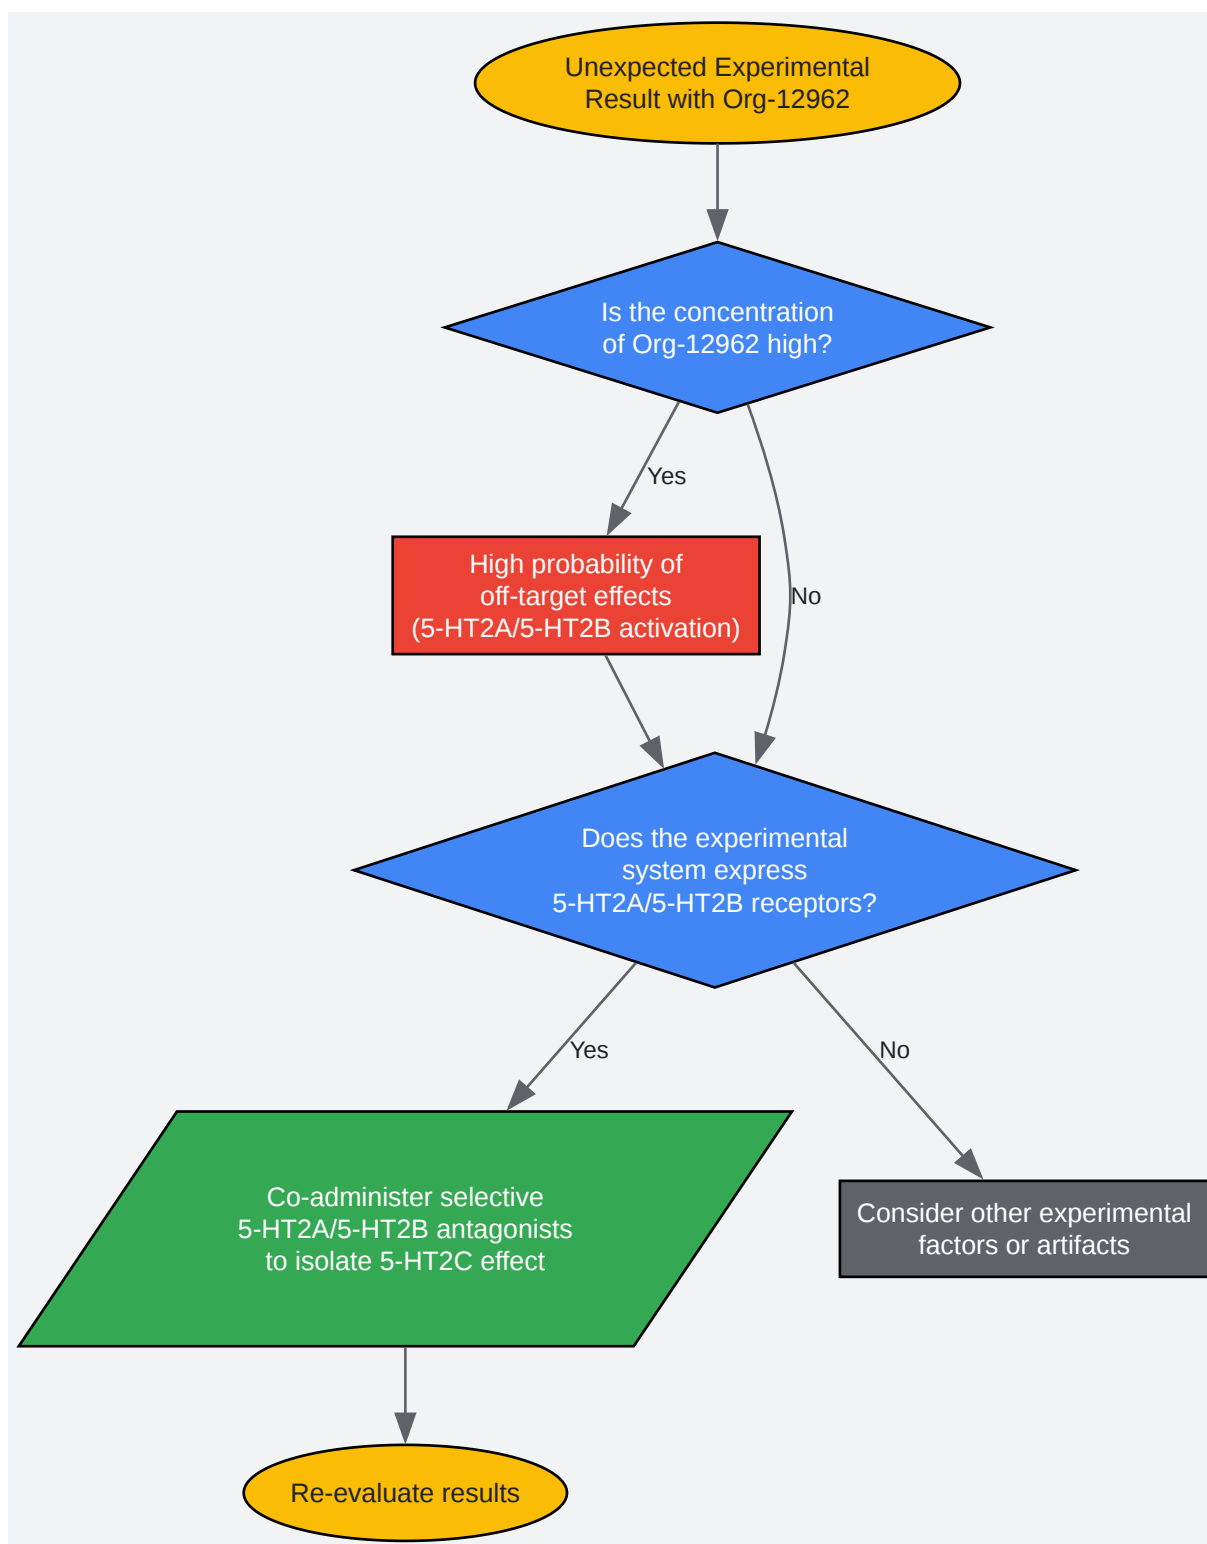 Unexpected Experimental
Result with Org-12962
Is the concentration
of Org-12962 high?
Yes
High probability of
off-target effects
(5-HT2A/5-HT2B activation)
No
Does the experimental
system express
5-HT2A/5-HT2B receptors?
Yes
No
Co-administer selective
5-HT2A/5-HT2B antagonists
to isolate 5-HT2C effect
Consider other experimental
factors or artifacts
Re-evaluate results